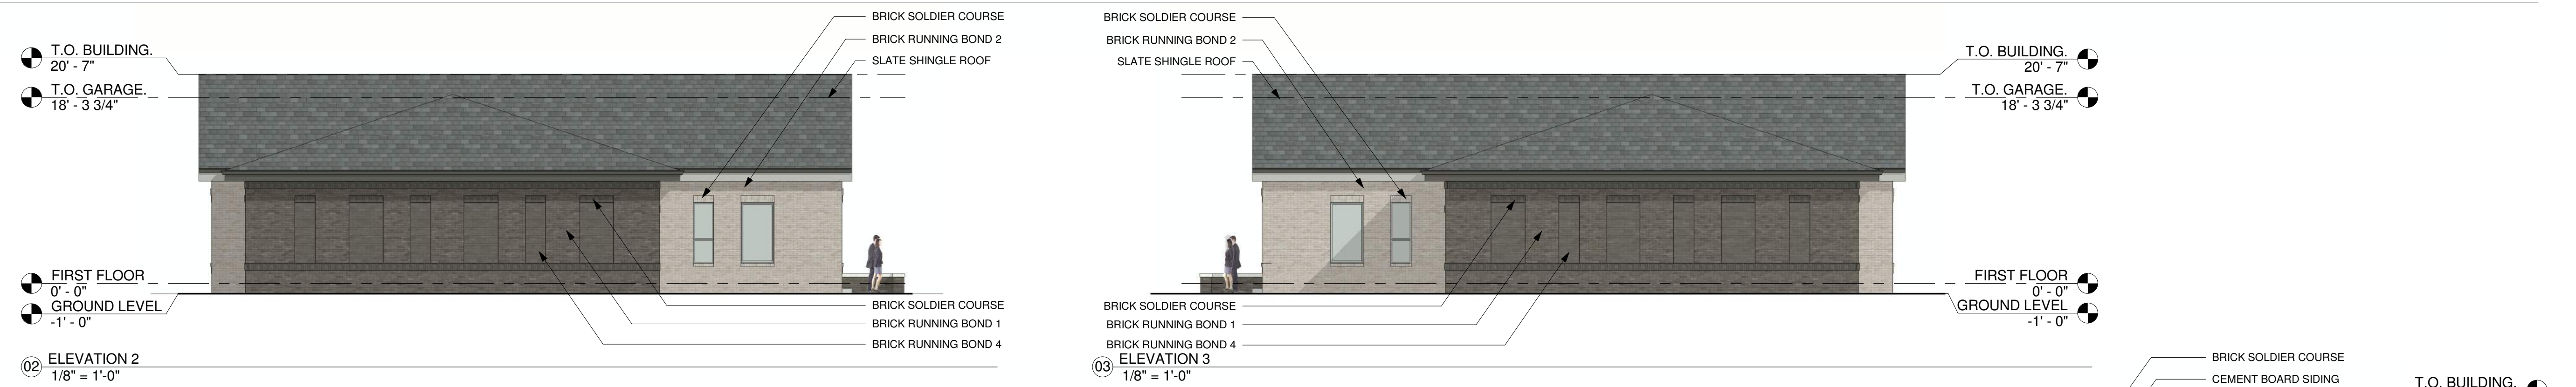 BRICK SOLDIER COURSE
BRICK RUNNING BOND 2
SLATE SHINGLE ROOF
T.O. BUILDING.
20' - 7"
T.O. GARAGE.
18' - 3 3/4"
FIRST FLOOR
0' - 0"
GROUND LEVEL
-1' - 0"
BRICK SOLDIER COURSE
BRICK RUNNING BOND 1
BRICK RUNNING BOND 4
02 ELEVATION 2
1/8" = 1'-0"
BRICK SOLDIER COURSE
BRICK RUNNING BOND 2
SLATE SHINGLE ROOF
T.O. BUILDING.
20' - 7"
T.O. GARAGE.
18' - 3 3/4"
FIRST FLOOR
0' - 0"
GROUND LEVEL
-1' - 0"
BRICK SOLDIER COURSE
BRICK RUNNING BOND 1
BRICK RUNNING BOND 4
03 ELEVATION 3
1/8" = 1'-0"
BRICK SOLDIER COURSE
CEMENT BOARD SIDING
T.O. BUILDING.